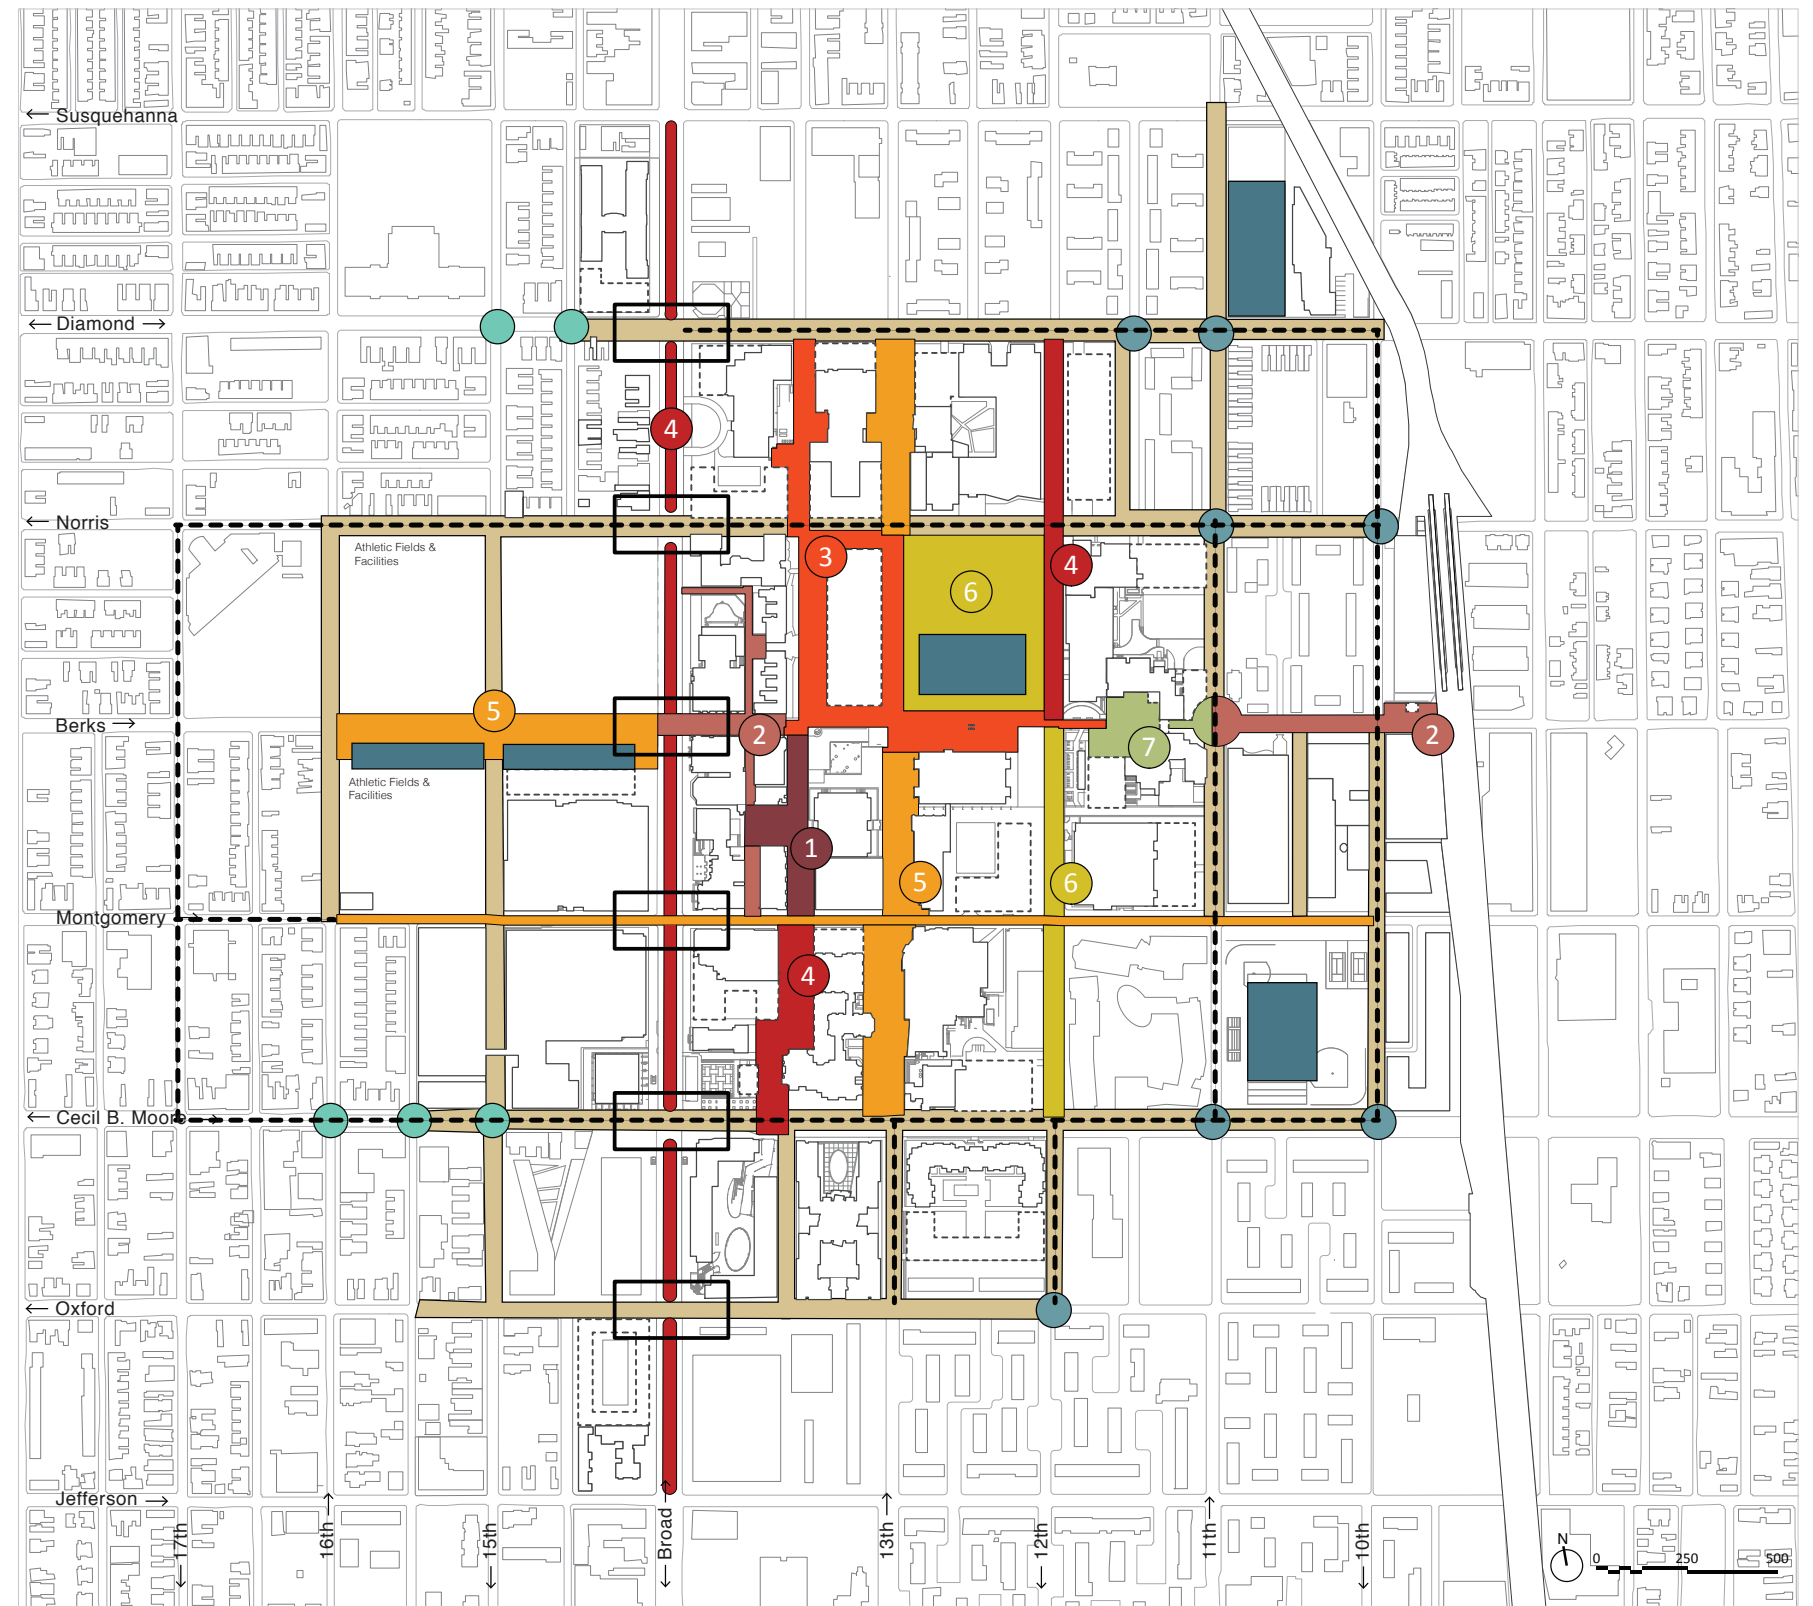 ← Susquehanna
← Diamond →
4
← Norris
Athletic Fields &
Facilities
3
4
6
5
Berks →
2
7
2
Athletic Fields &
Facilities
1
5
6
Montgomery →
4
← Cecil B. Moore →
← Oxford
Jefferson →
17th
16th
15th
Broad
13th
12th
11th
10th
N
0 250 500